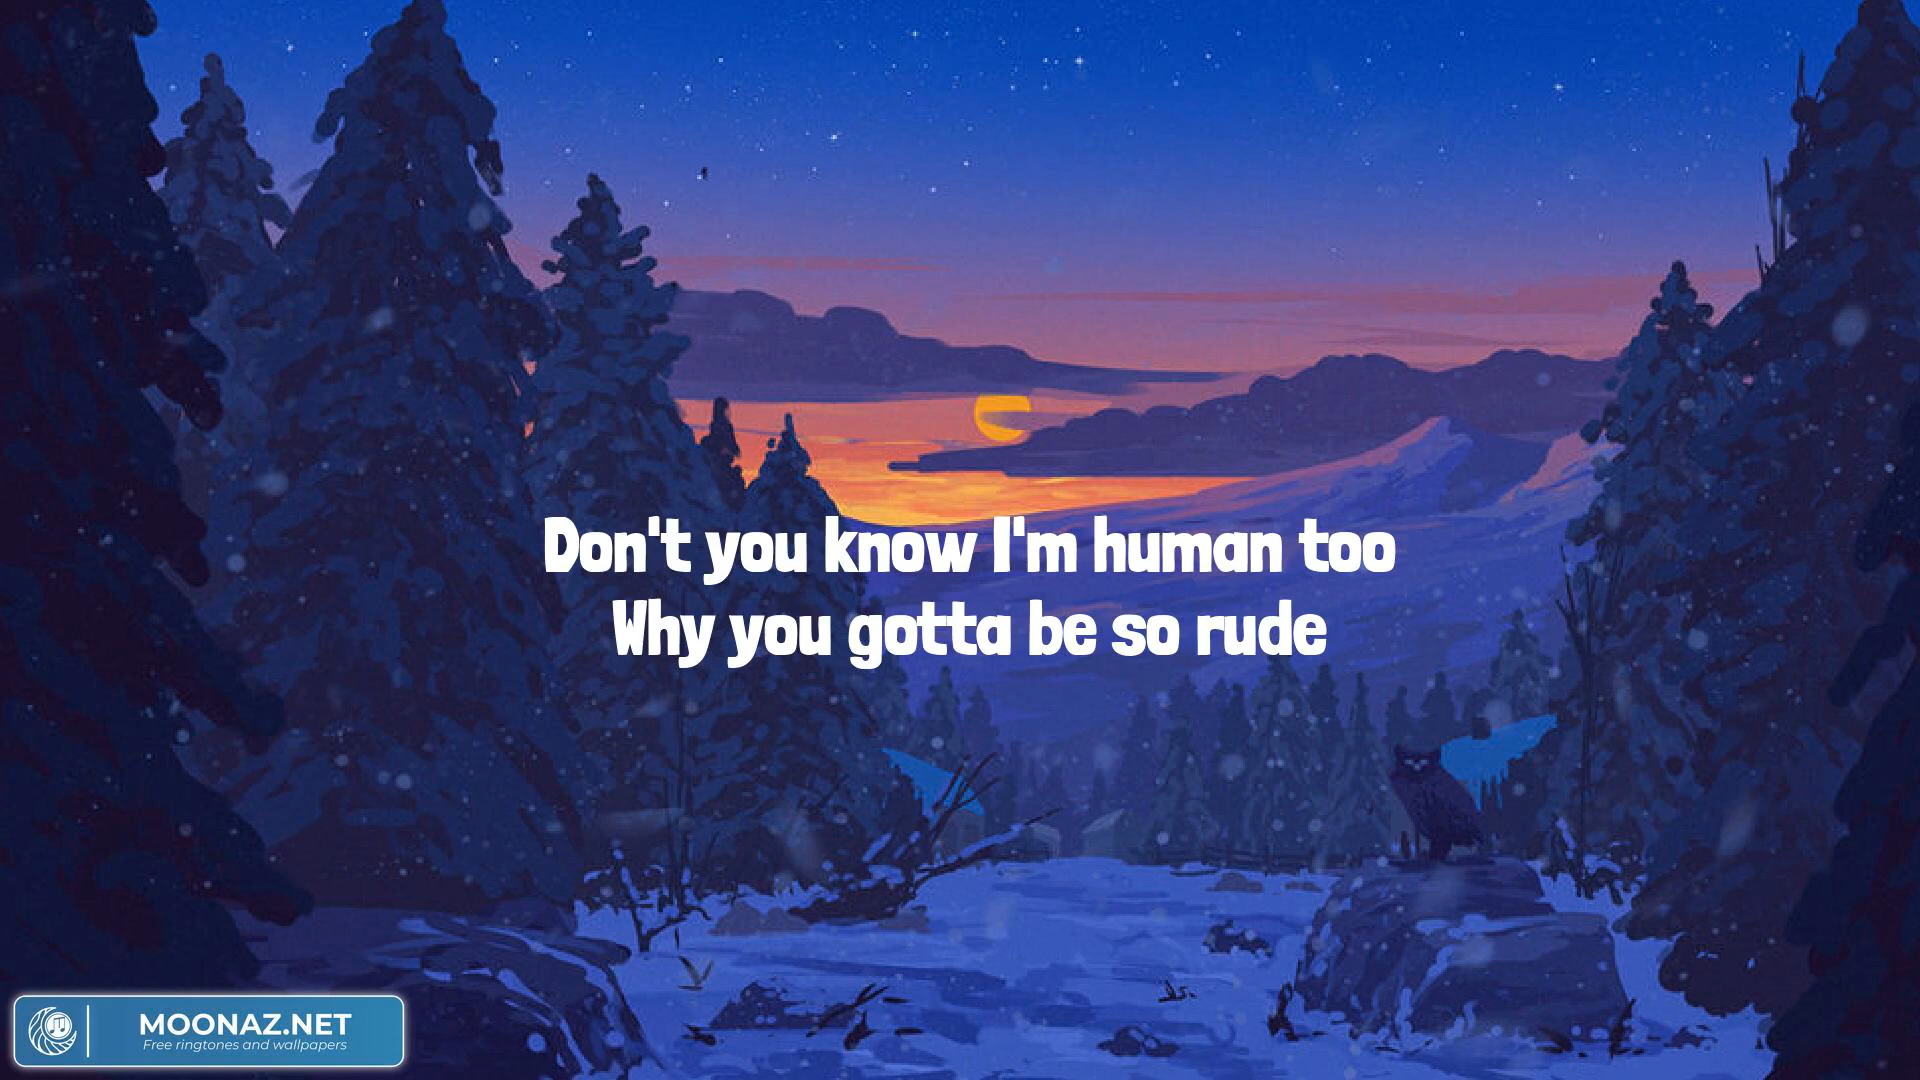 Don't you know I'm human too
Why you gotta be so rude
MOONAZ.NET
Free ringtones and wallpapers